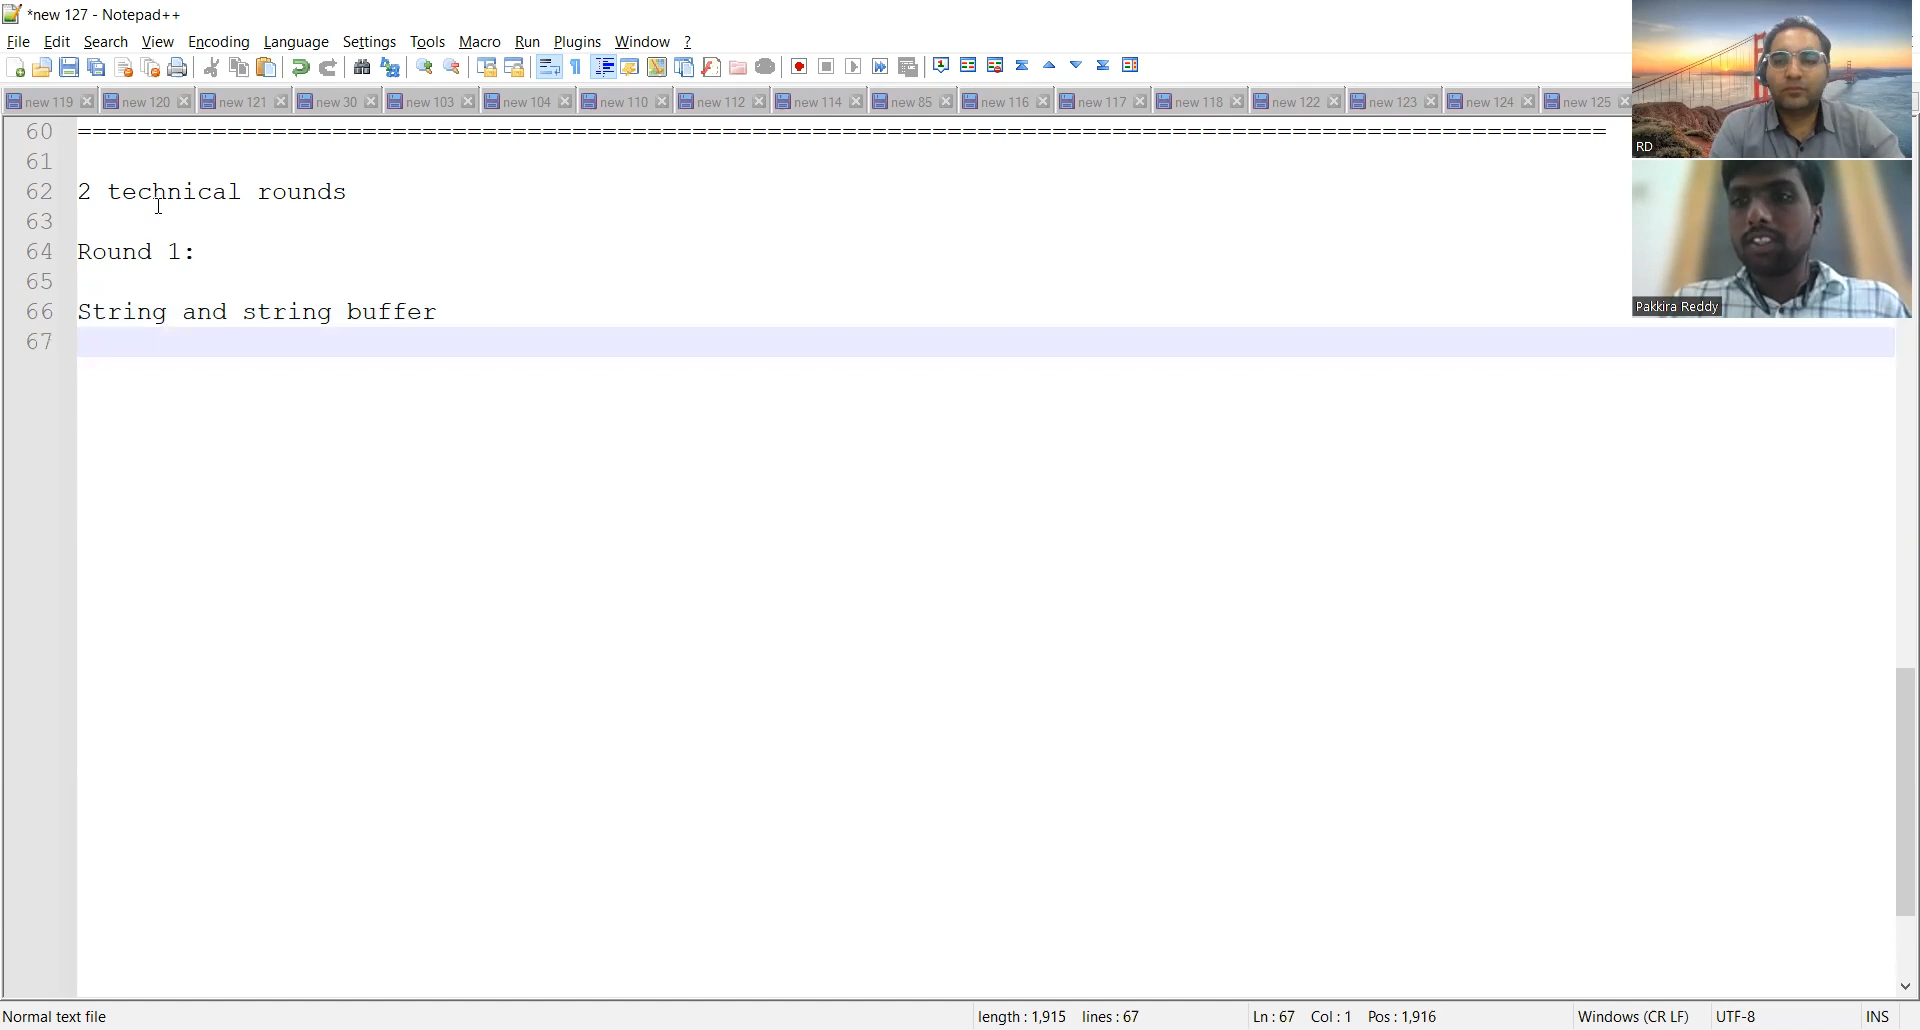 *new 127 - Notepad++
File Edit Search View Encoding Language Settings Tools Macro Run Plugins Window ?
new 119 new 120 new 121 new 30 new 103 new 104 new 110 new 112 new 114 new 85 new 116 new 117 new 118 new 122 new 123 new 124 new 125
RD
Pakkira Reddy
60 ======================================================================================================
61
62 2 technical rounds
63
64 Round 1:
65
66 String and string buffer
67
Normal text file length : 1,915 lines : 67 Ln : 67 Col : 1 Pos : 1,916 Windows (CR LF) UTF-8 INS